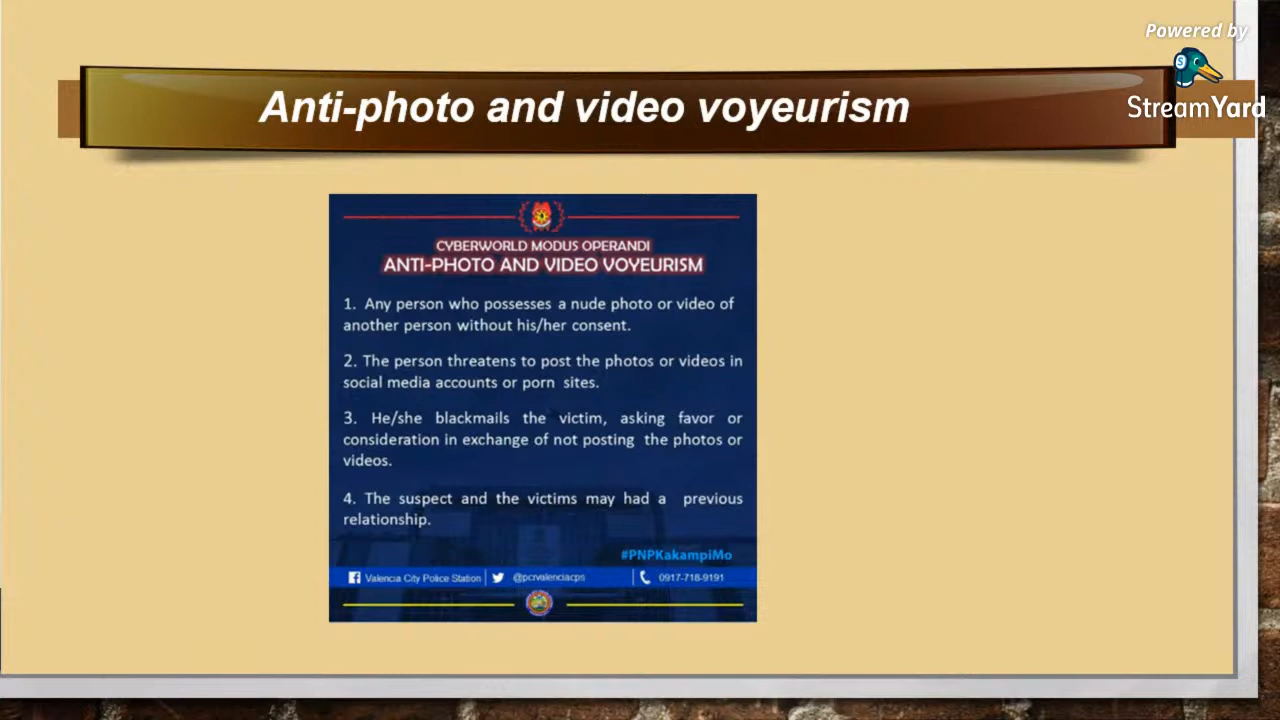 Powered by
StreamYard
Anti-photo and video voyeurism
CYBERWORLD MODUS OPERANDI
ANTI-PHOTO AND VIDEO VOYEURISM
1. Any person who possesses a nude photo or video of
another person without his/her consent.
2. The person threatens to post the photos or videos in
social media accounts or porn sites.
3. He/she blackmails the victim, asking favor or
consideration in exchange of not posting the photos or
videos.
4. The suspect and the victims may had a previous
relationship.
#PNPKakampiMo
Valencia City Police Station @pcrvalenciacps 0917-718-9191